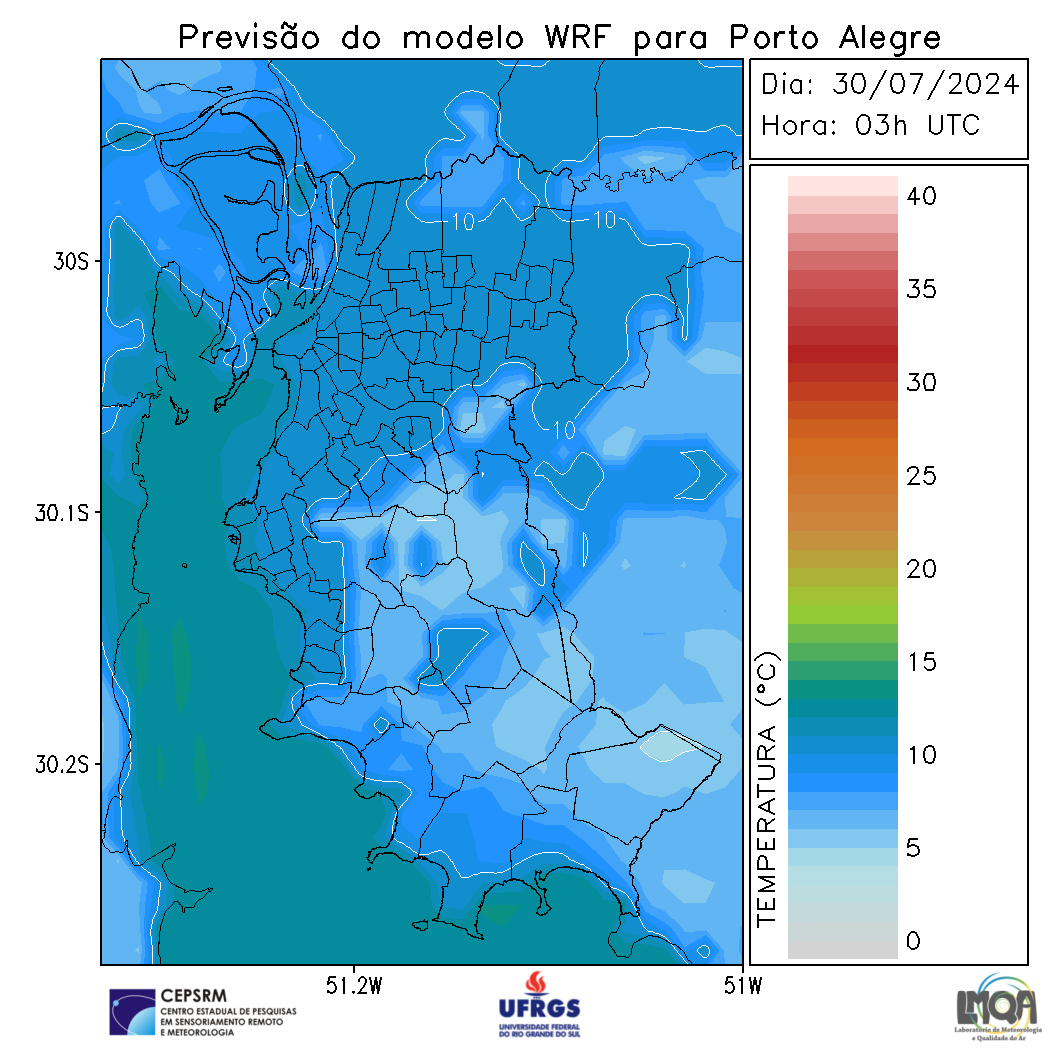 Previsão do modelo WRF para Porto Alegre
Dia: 30/07/2024
Hora: 03h UTC
40
35
30
25
20
15
10
5
0
TEMPERATURA (°C)
30S
30.1S
30.2S
10
10
10
51.2W
51W
CEPSRM
CENTRO ESTADUAL DE PESQUISAS
EM SENSORIAMENTO REMOTO
E METEOROLOGIA
UFRGS
UNIVERSIDADE FEDERAL
DO RIO GRANDE DO SUL
LMQA
Laboratório de Meteorologia
e Qualidade do Ar